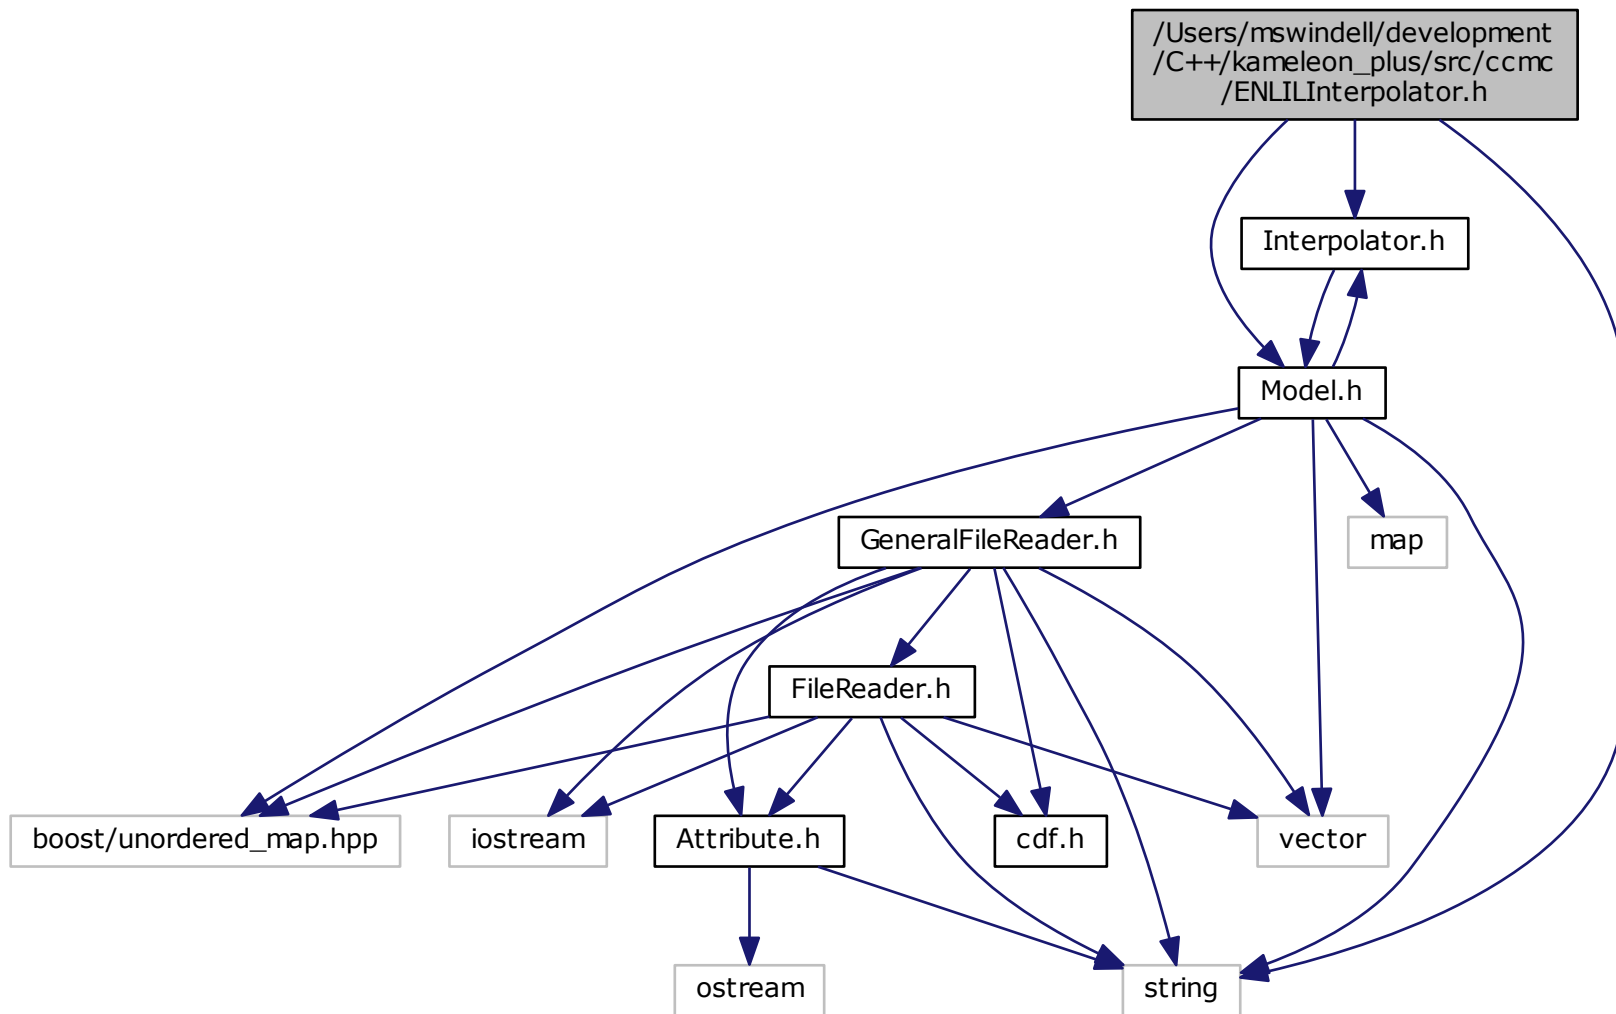 /Users/mswindell/development
/C++/kameleon_plus/src/ccmc
/ENLILInterpolator.h
Interpolator.h
Model.h
GeneralFileReader.h
map
FileReader.h
boost/unordered_map.hpp
iostream
Attribute.h
cdf.h
vector
ostream
string